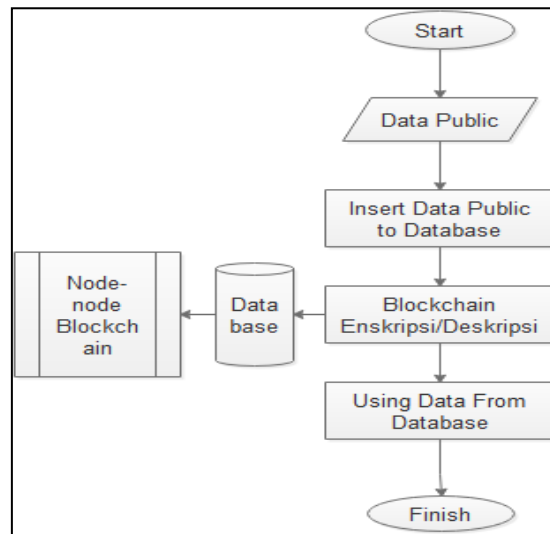 Start
Data Public
Insert Data Public
to Database
Node-
node
Blockch
ain
Data
base
Blockchain
Enskripsi/Deskripsi
Using Data From
Database
Finish